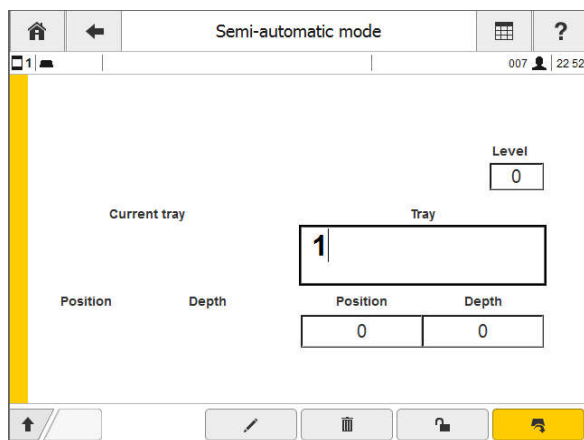 Semi-automatic mode
?
1
007 22 52
Level
0
Current tray
Tray
1
Position Depth Position Depth
0 0